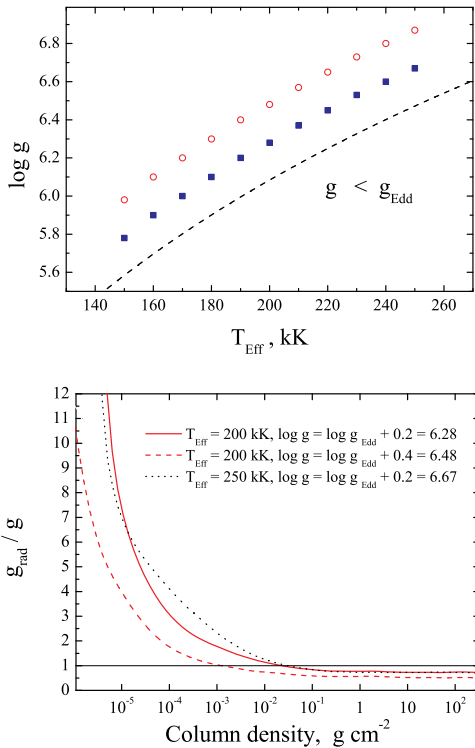 6.8
6.6
6.4
6.2
6.0
5.8
5.6
log g
g < g_Edd
140 160 180 200 220 240 260
T_Eff , kK
12
11
10
9
8
7
6
5
4
3
2
1
0
g_rad / g
T_Eff = 200 kK, log g = log g_Edd + 0.2 = 6.28
T_Eff = 200 kK, log g = log g_Edd + 0.4 = 6.48
T_Eff = 250 kK, log g = log g_Edd + 0.2 = 6.67
10^-5 10^-4 10^-3 10^-2 10^-1 1 10 10^2
Column density, g cm^-2